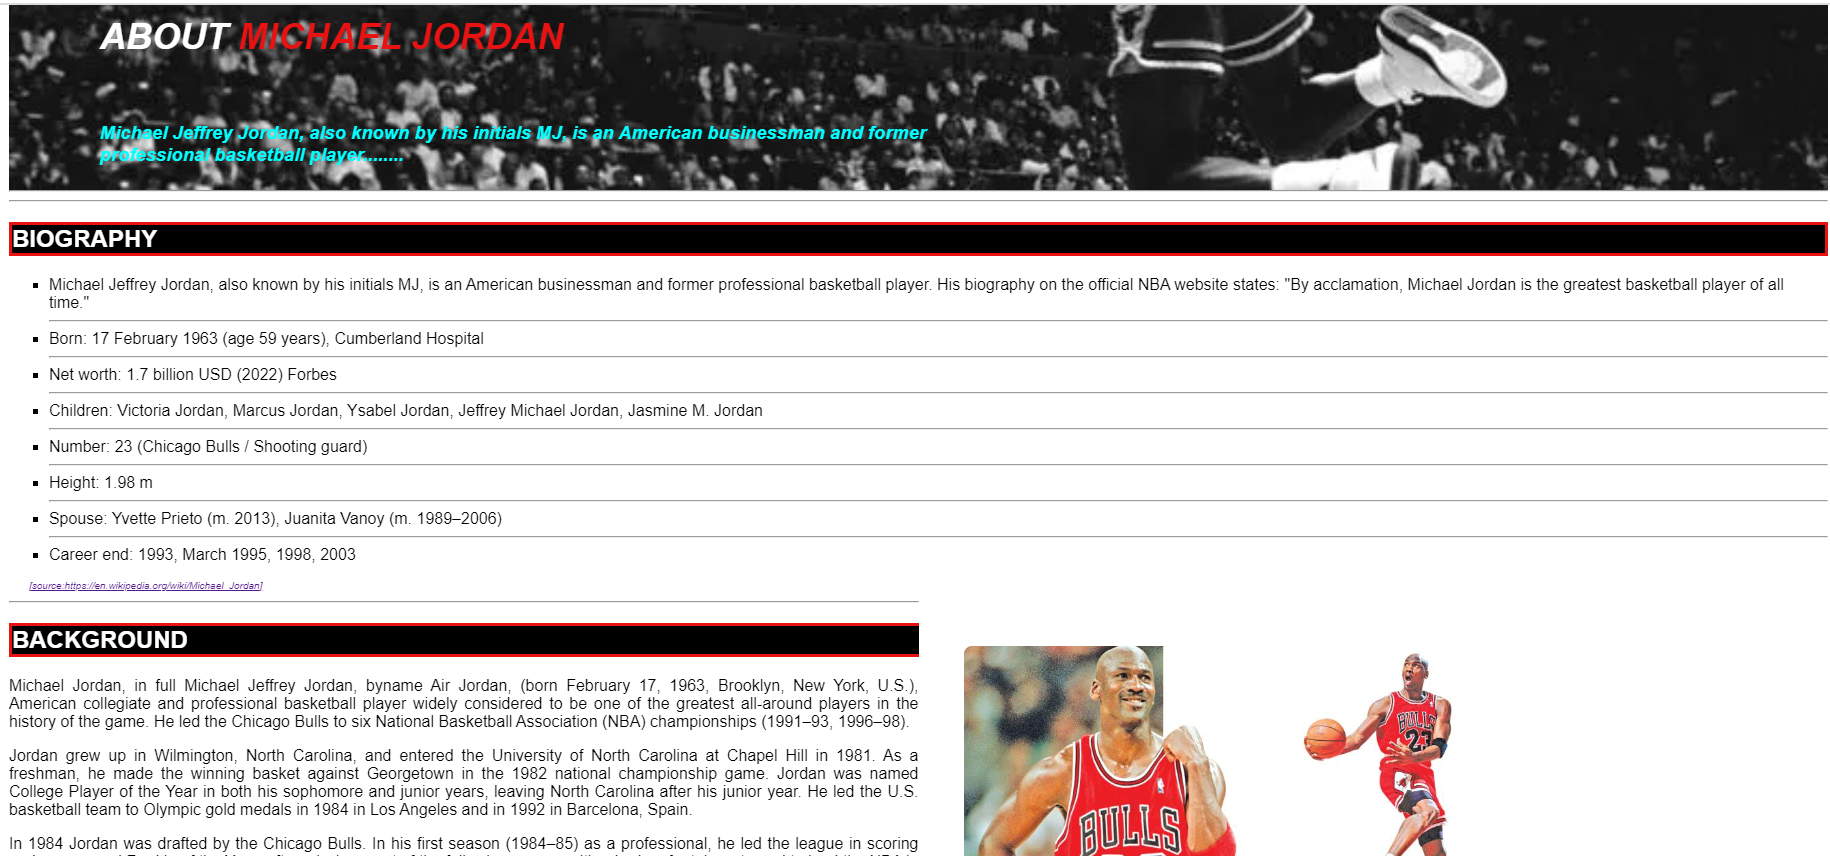 ABOUT MICHAEL JORDAN
Michael Jeffrey Jordan, also known by his initials MJ, is an American businessman and former
professional basketball player........
BIOGRAPHY
Michael Jeffrey Jordan, also known by his initials MJ, is an American businessman and former professional basketball player. His biography on the official NBA website states: "By acclamation, Michael Jordan is the greatest basketball player of all
time."
Born: 17 February 1963 (age 59 years), Cumberland Hospital
Net worth: 1.7 billion USD (2022) Forbes
Children: Victoria Jordan, Marcus Jordan, Ysabel Jordan, Jeffrey Michael Jordan, Jasmine M. Jordan
Number: 23 (Chicago Bulls / Shooting guard)
Height: 1.98 m
Spouse: Yvette Prieto (m. 2013), Juanita Vanoy (m. 1989–2006)
Career end: 1993, March 1995, 1998, 2003
[source:https://en.wikipedia.org/wiki/Michael_Jordan]
BACKGROUND
Michael Jordan, in full Michael Jeffrey Jordan, byname Air Jordan, (born February 17, 1963, Brooklyn, New York, U.S.),
American collegiate and professional basketball player widely considered to be one of the greatest all-around players in the
history of the game. He led the Chicago Bulls to six National Basketball Association (NBA) championships (1991–93, 1996–98).
Jordan grew up in Wilmington, North Carolina, and entered the University of North Carolina at Chapel Hill in 1981. As a
freshman, he made the winning basket against Georgetown in the 1982 national championship game. Jordan was named
College Player of the Year in both his sophomore and junior years, leaving North Carolina after his junior year. He led the U.S.
basketball team to Olympic gold medals in 1984 in Los Angeles and in 1992 in Barcelona, Spain.
In 1984 Jordan was drafted by the Chicago Bulls. In his first season (1984–85) as a professional, he led the league in scoring
BULLS
BULLS
23